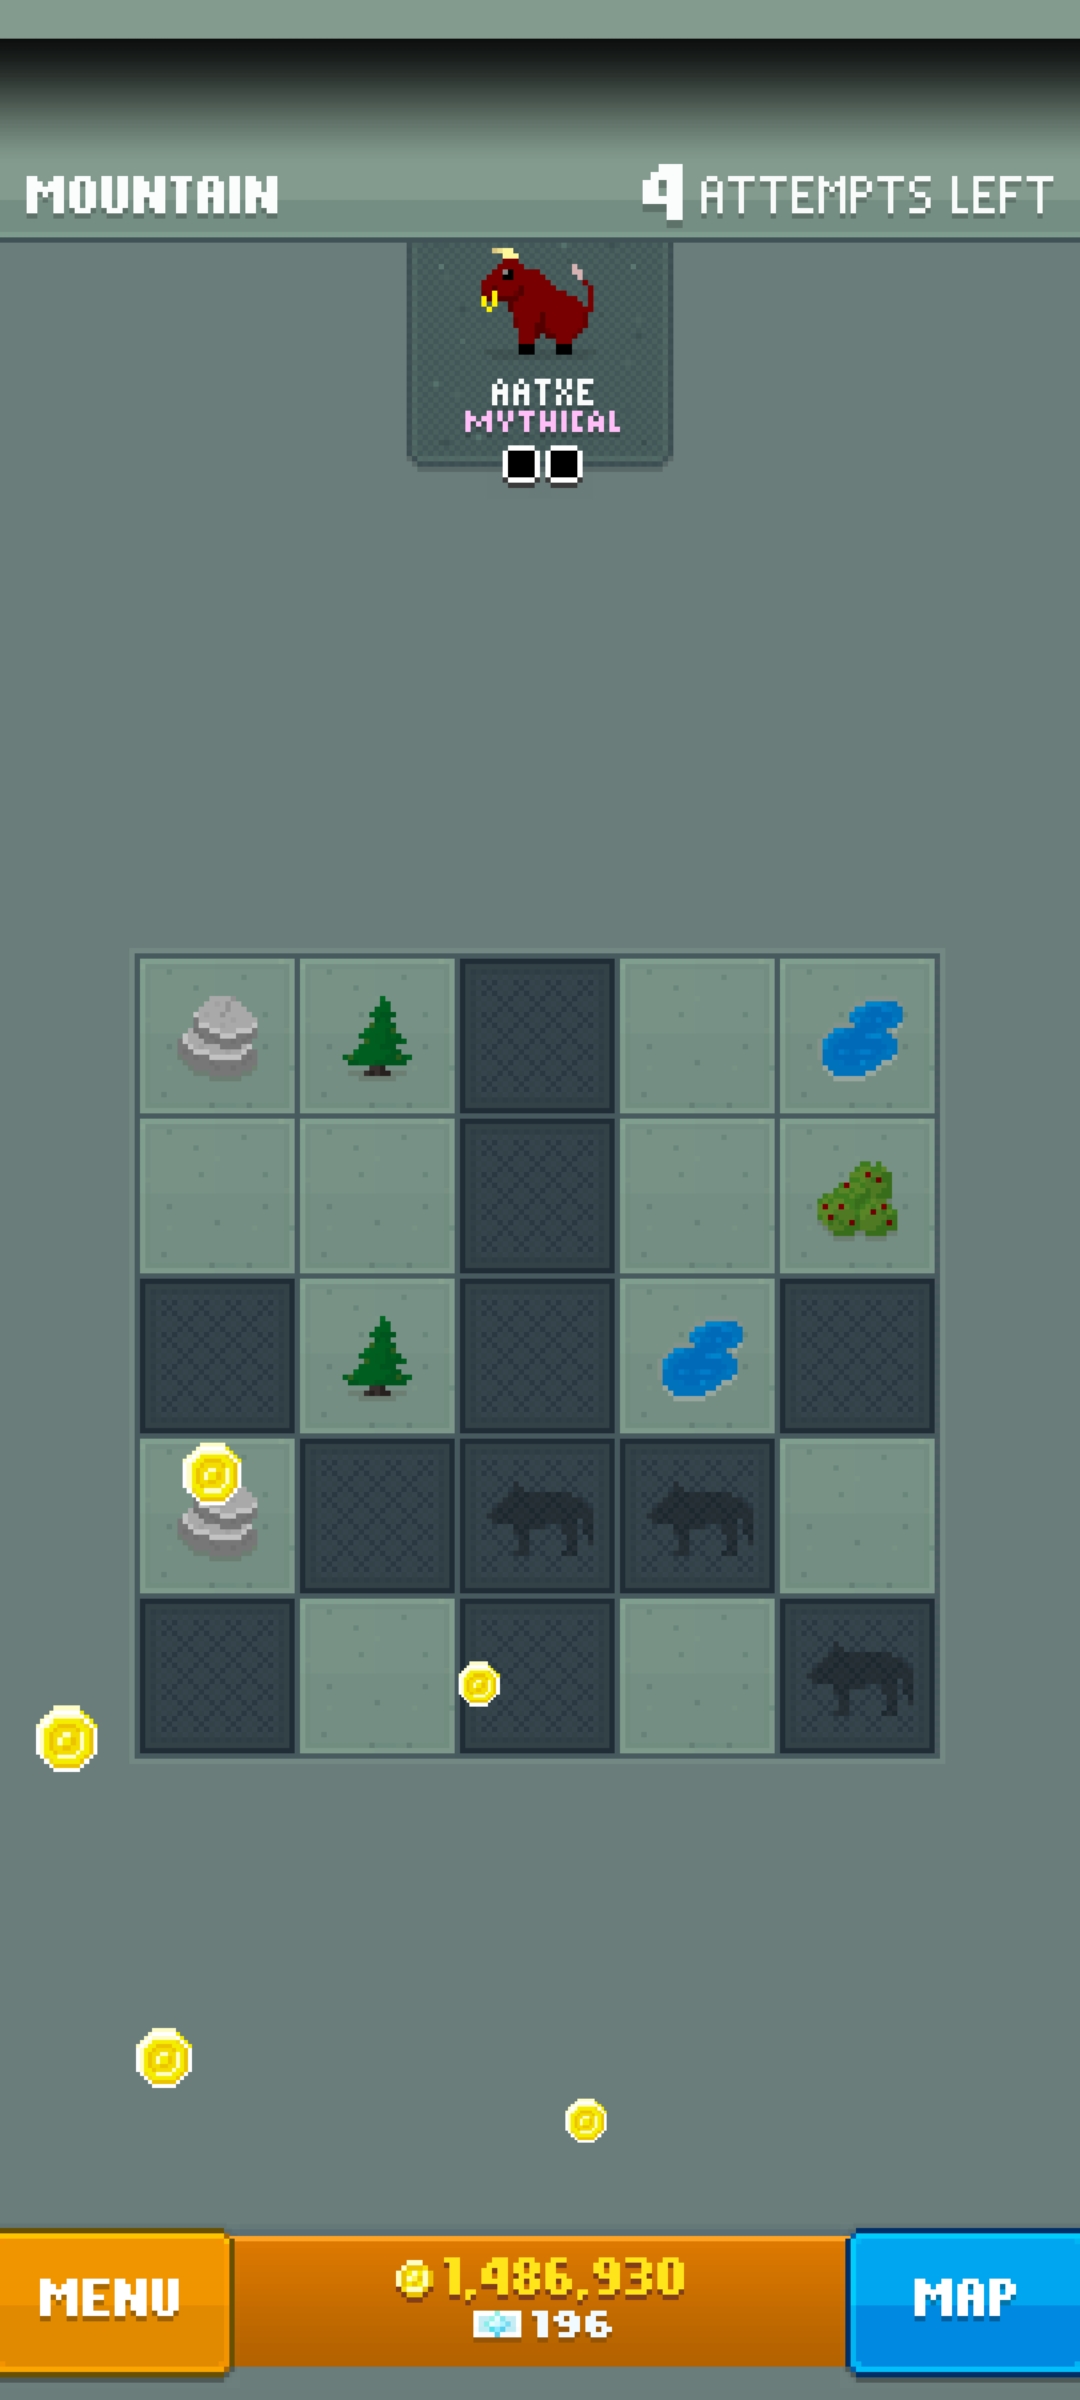 MOUNTAIN
4 ATTEMPTS LEFT
AATXE
MYTHICAL
MENU
1,486,930
196
MAP